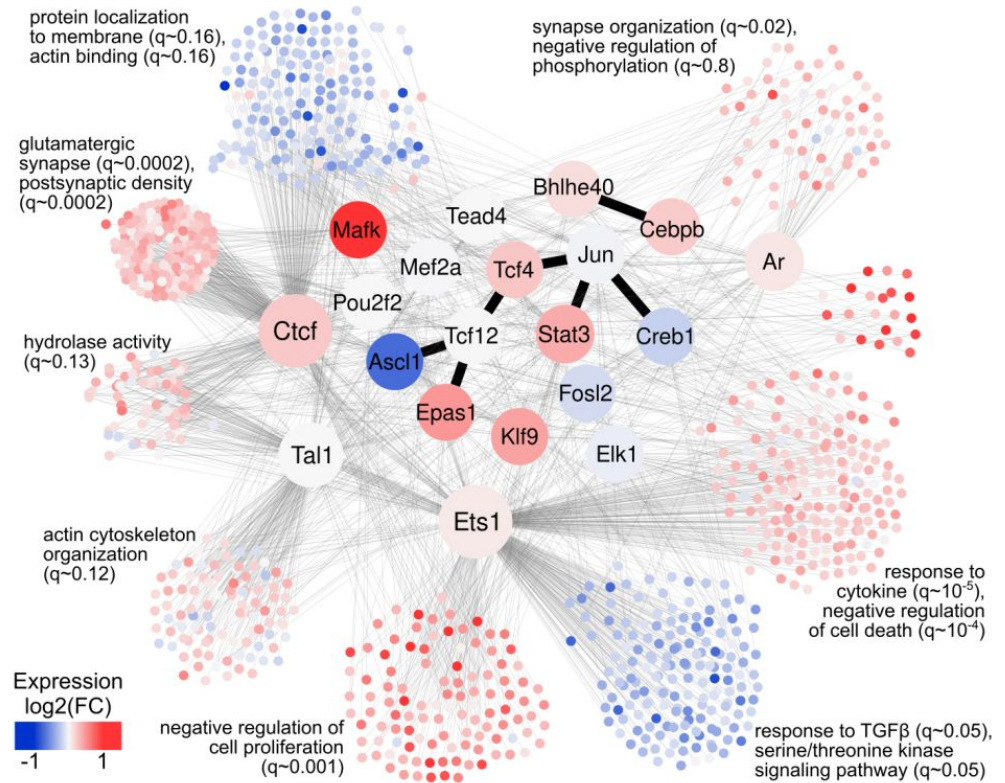 protein localization
to membrane (q~0.16),
actin binding (q~0.16)
synapse organization (q~0.02),
negative regulation of
phosphorylation (q~0.8)
glutamatergic
synapse (q~0.0002),
postsynaptic density
(q~0.0002)
Bhlhe40
Tead4
Mafk
Cebpb
Jun
Mef2a
Tcf4
Ar
Pou2f2
Ctcf
Tcf12
Stat3
Creb1
hydrolase activity
(q~0.13)
Ascl1
Fosl2
Epas1
Klf9
Elk1
Tal1
Ets1
actin cytoskeleton
organization
(q~0.12)
response to
cytokine (q~10⁻⁵),
negative regulation
of cell death (q~10⁻⁴)
Expression
log2(FC)
-1 1
negative regulation of
cell proliferation
(q~0.001)
response to TGFβ (q~0.05),
serine/threonine kinase
signaling pathway (q~0.05)